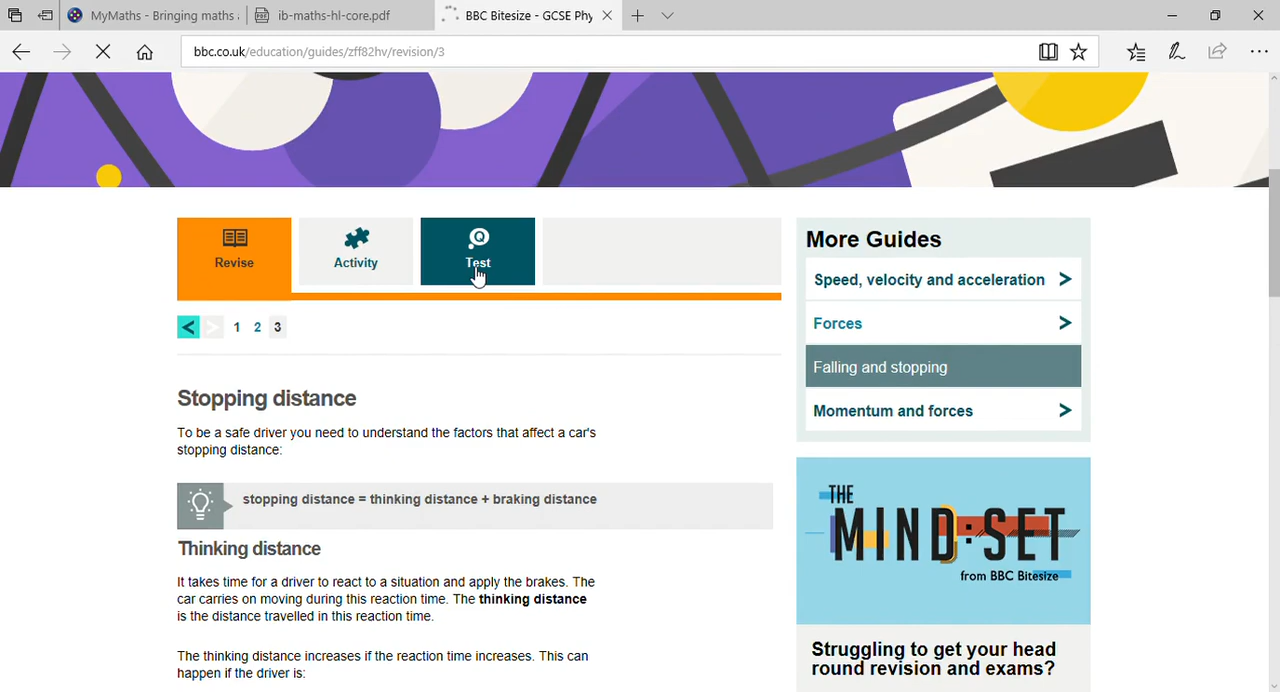 MyMaths - Bringing maths
ib-maths-hl-core.pdf
BBC Bitesize - GCSE Phy
bbc.co.uk/education/guides/zff82hv/revision/3
Revise
Activity
Test
1 2 3
Stopping distance
To be a safe driver you need to understand the factors that affect a car's
stopping distance:
stopping distance = thinking distance + braking distance
Thinking distance
It takes time for a driver to react to a situation and apply the brakes. The
car carries on moving during this reaction time. The thinking distance
is the distance travelled in this reaction time.
The thinking distance increases if the reaction time increases. This can
happen if the driver is:
More Guides
Speed, velocity and acceleration
Forces
Falling and stopping
Momentum and forces
THE
MIND:SET
from BBC Bitesize
Struggling to get your head
round revision and exams?